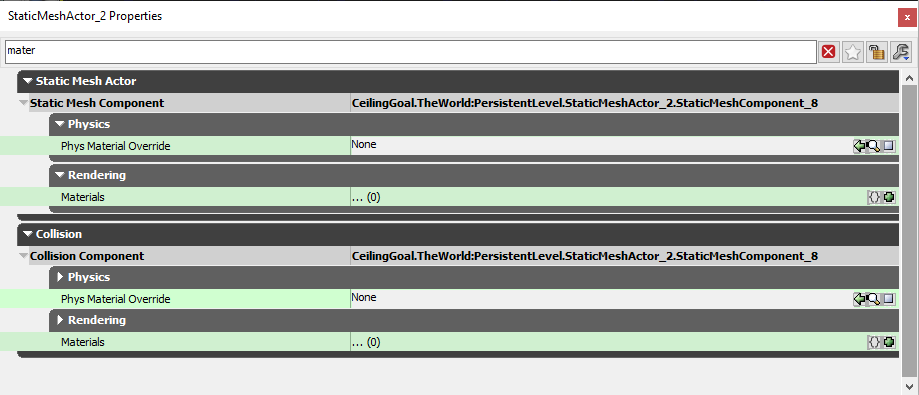 StaticMeshActor_2 Properties
mater
Static Mesh Actor
Static Mesh Component CeilingGoal.TheWorld:PersistentLevel.StaticMeshActor_2.StaticMeshComponent_8
Physics
Phys Material Override None
Rendering
Materials ... (0)
Collision
Collision Component CeilingGoal.TheWorld:PersistentLevel.StaticMeshActor_2.StaticMeshComponent_8
Physics
Phys Material Override None
Rendering
Materials ... (0)